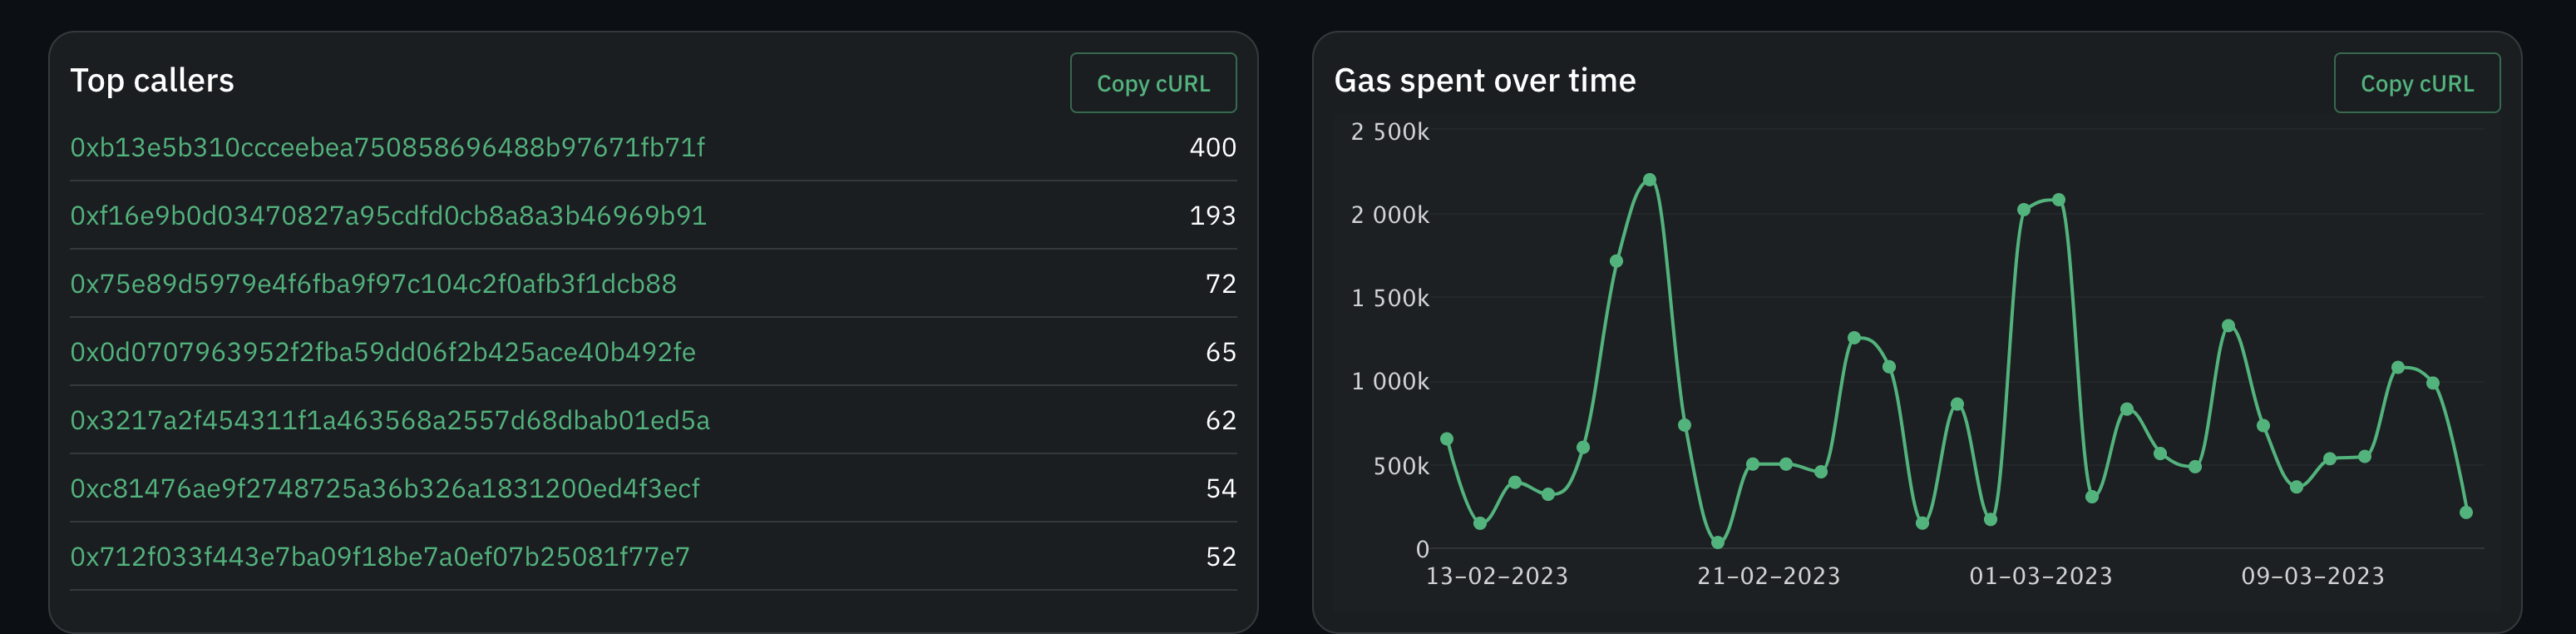 Top callers
Copy cURL
0xb13e5b310ccceebea750858696488b97671fb71f 400
0xf16e9b0d03470827a95cdfd0cb8a8a3b46969b91 193
0x75e89d5979e4f6fba9f97c104c2f0afb3f1dcb88 72
0x0d0707963952f2fba59dd06f2b425ace40b492fe 65
0x3217a2f454311f1a463568a2557d68dbab01ed5a 62
0xc81476ae9f2748725a36b326a1831200ed4f3ecf 54
0x712f033f443e7ba09f18be7a0ef07b25081f77e7 52
Gas spent over time
Copy cURL
2 500k
2 000k
1 500k
1 000k
500k
0
13-02-2023 21-02-2023 01-03-2023 09-03-2023